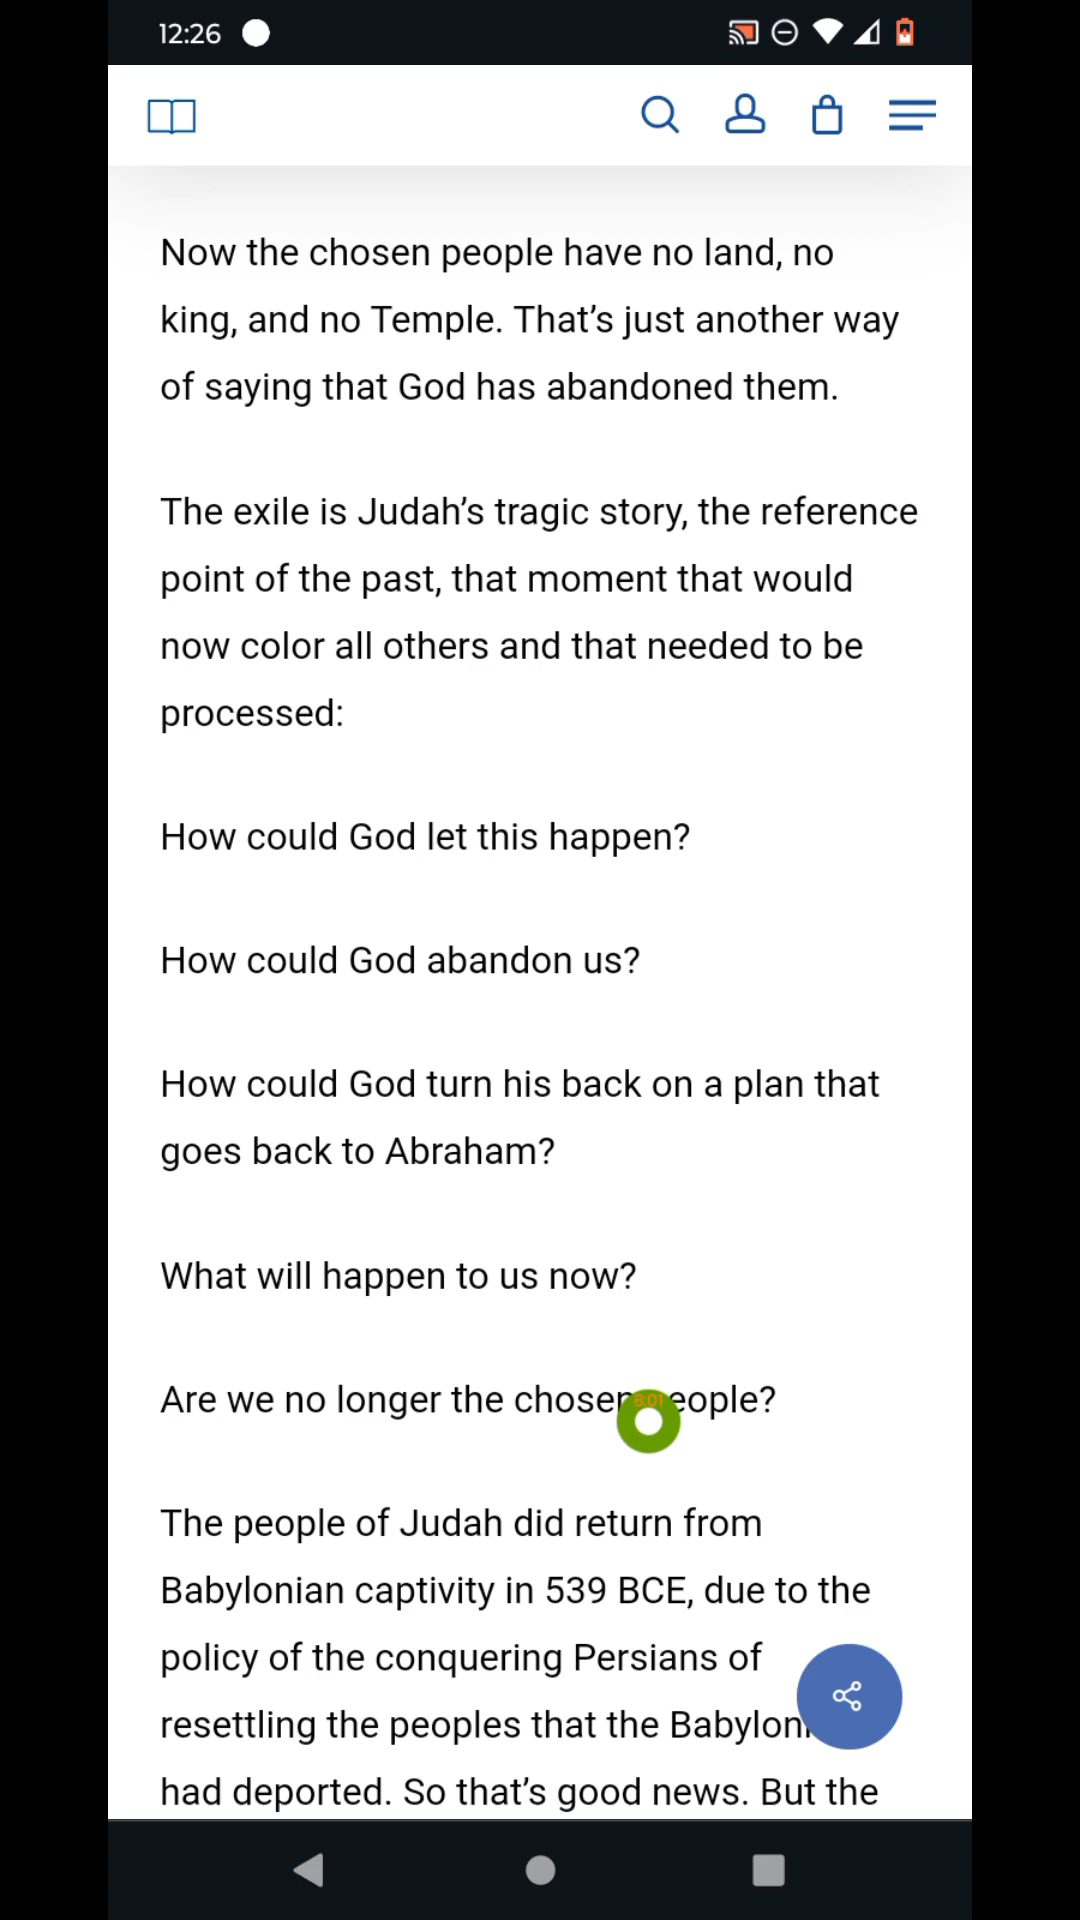 12:26
Now the chosen people have no land, no
king, and no Temple. That’s just another way
of saying that God has abandoned them.
The exile is Judah’s tragic story, the reference
point of the past, that moment that would
now color all others and that needed to be
processed:
How could God let this happen?
How could God abandon us?
How could God turn his back on a plan that
goes back to Abraham?
What will happen to us now?
Are we no longer the chosen people?
8:01
The people of Judah did return from
Babylonian captivity in 539 BCE, due to the
policy of the conquering Persians of
resettling the peoples that the
had deported. So that’s good news. But the